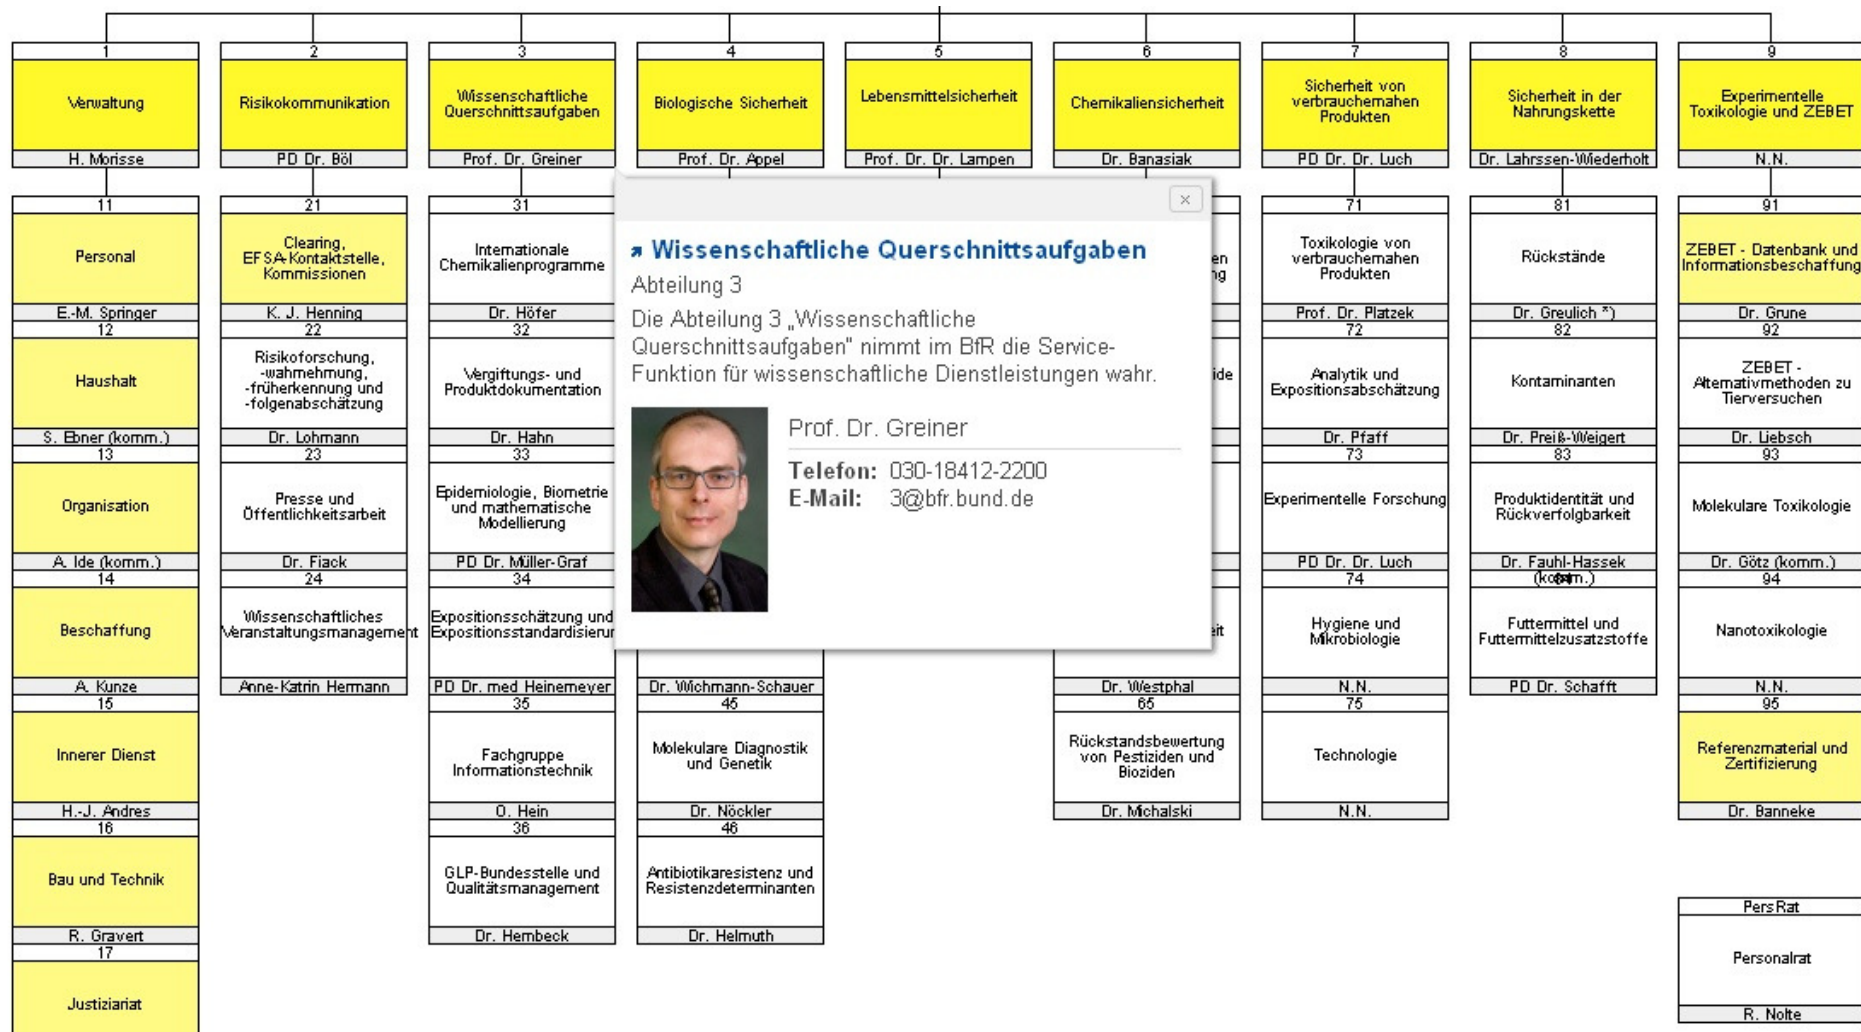 1
Verwaltung
H. Morisse
2
Risikokommunikation
PD Dr. Böl
3
Wissenschaftliche
Querschnittsaufgaben
Prof. Dr. Greiner
4
Biologische Sicherheit
Prof. Dr. Appel
5
Lebensmittelsicherheit
Prof. Dr. Dr. Lampen
6
Chemikaliensicherheit
Dr. Banasiak
7
Sicherheit von
verbrauchernahen
Produkten
PD Dr. Dr. Luch
8
Sicherheit in der
Nahrungskette
Dr. Lahrssen-Wiederholt
9
Experimentelle
Toxikologie und ZEBET
N.N.
11
Personal
E.-M. Springer
12
Haushalt
S. Ebner (komm.)
13
Organisation
A. Ide (komm.)
14
Beschaffung
A. Kunze
15
Innerer Dienst
H.-J. Andres
16
Bau und Technik
R. Gravert
17
Justiziariat
21
Clearing,
EFSA-Kontaktstelle,
Kommissionen
K. J. Henning
22
Risikoforschung,
-wahrnehmung,
-früherkennung und
-folgenabschätzung
Dr. Lohmann
23
Presse und
Öffentlichkeitsarbeit
Dr. Fiack
24
Wissenschaftliches
Veranstaltungsmanagement
Anne-Katrin Hermann
31
Internationale
Chemikalienprogramme
Dr. Höfer
32
Vergiftungs- und
Produktdokumentation
Dr. Hahn
33
Epidemiologie, Biometrie
und mathematische
Modellierung
PD Dr. Müller-Graf
34
Expositionsschätzung und
Expositionsstandardisierun
PD Dr. med Heinemeyer
35
Fachgruppe
Informationstechnik
O. Hein
36
GLP-Bundesstelle und
Qualitätsmanagement
Dr. Hembeck
↗ Wissenschaftliche Querschnittsaufgaben
Abteilung 3
Die Abteilung 3 „Wissenschaftliche
Querschnittsaufgaben" nimmt im BfR die Service-
Funktion für wissenschaftliche Dienstleistungen wahr.
Prof. Dr. Greiner
Telefon: 030-18412-2200
E-Mail: 3@bfr.bund.de
Dr. Wichmann-Schauer
45
Molekulare Diagnostik
und Genetik
Dr. Nöckler
46
Antibiotikaresistenz und
Resistenzdeterminanten
Dr. Helmuth
en
ng
ide
eit
Dr. Westphal
65
Rückstandsbewertung
von Pestiziden und
Bioziden
Dr. Michalski
71
Toxikologie von
verbrauchernahen
Produkten
Prof. Dr. Platzek
72
Analytik und
Expositionsabschätzung
Dr. Pfaff
73
Experimentelle Forschung
PD Dr. Dr. Luch
74
Hygiene und
Mikrobiologie
N.N.
75
Technologie
N.N.
81
Rückstände
Dr. Greulich *)
82
Kontaminanten
Dr. Preiß-Weigert
83
Produktidentität und
Rückverfolgbarkeit
Dr. Fauhl-Hassek
(komm.)
Futtermittel und
Futtermittelzusatzstoffe
PD Dr. Schafft
91
ZEBET - Datenbank und
Informationsbeschaffung
Dr. Grune
92
ZEBET -
Alternativmethoden zu
Tierversuchen
Dr. Liebsch
93
Molekulare Toxikologie
Dr. Götz (komm.)
94
Nanotoxikologie
N.N.
95
Referenzmaterial und
Zertifizierung
Dr. Banneke
PersRat
Personalrat
R. Nolte